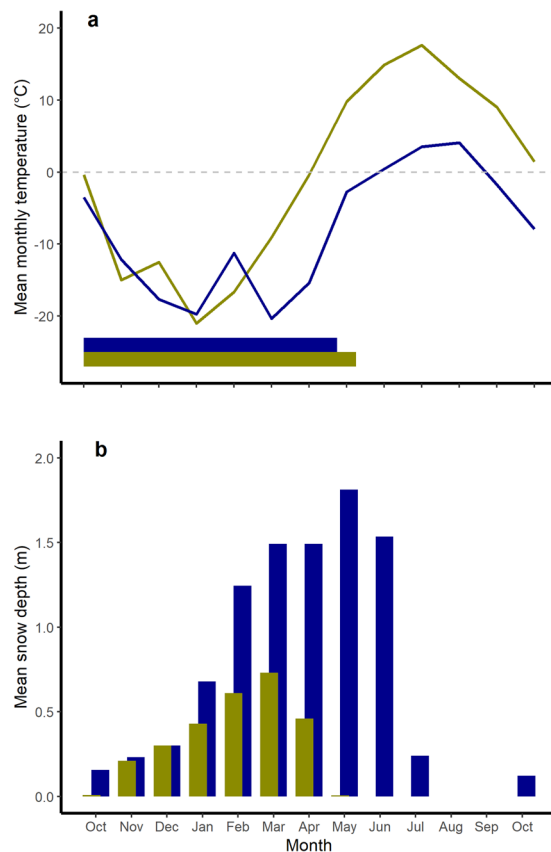 a
20
10
0
-10
-20
Mean monthly temperature (°C)
b
2.0
1.5
1.0
0.5
0.0
Mean snow depth (m)
Oct Nov Dec Jan Feb Mar Apr May Jun Jul Aug Sep Oct
Month